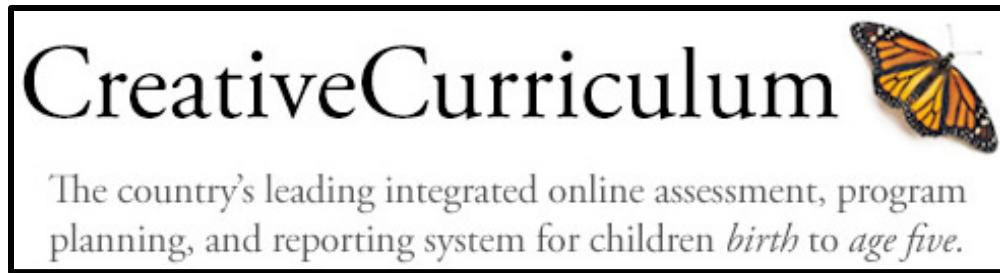 CreativeCurriculum
The country's leading integrated online assessment, program
planning, and reporting system for children birth to age five.